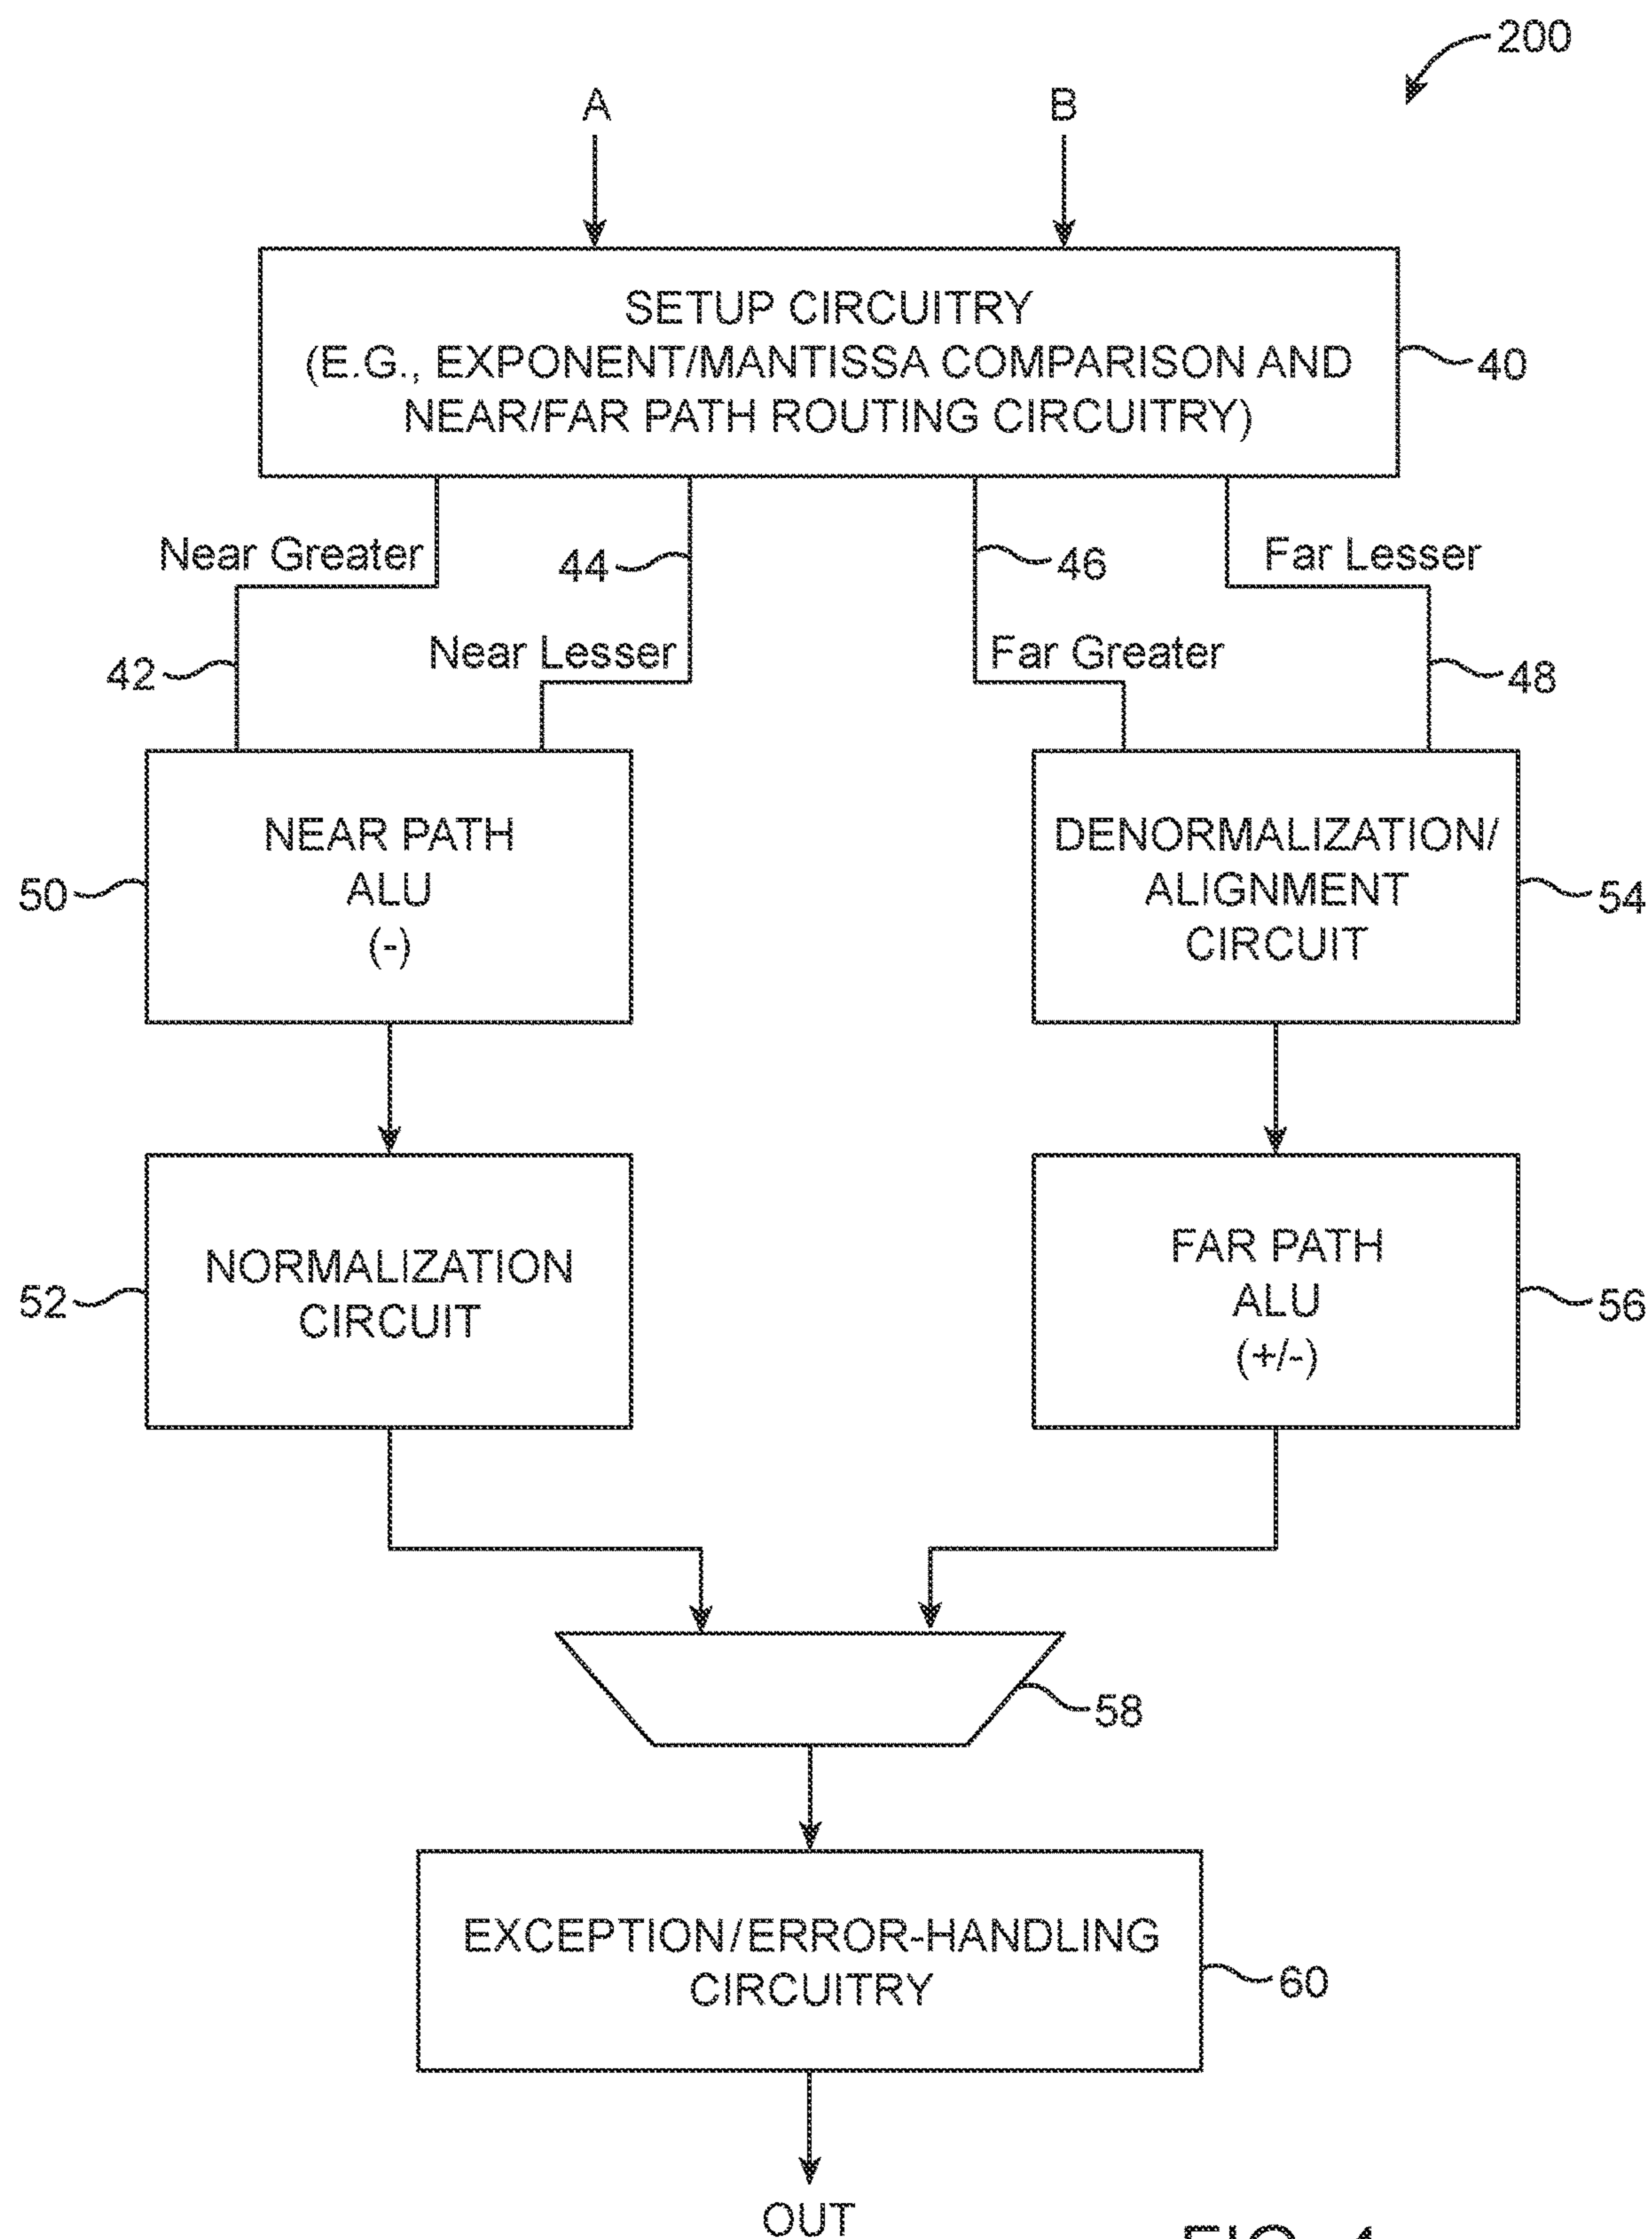 200
A
B
SETUP CIRCUITRY
(E.G., EXPONENT/MANTISSA COMPARISON AND
NEAR/FAR PATH ROUTING CIRCUITRY)
40
Near Greater
44
46
Far Lesser
42
Near Lesser
Far Greater
48
NEAR PATH
ALU
(-)
50
DENORMALIZATION/
ALIGNMENT
CIRCUIT
54
NORMALIZATION
CIRCUIT
52
FAR PATH
ALU
(+/-)
56
58
EXCEPTION/ERROR-HANDLING
CIRCUITRY
60
OUT